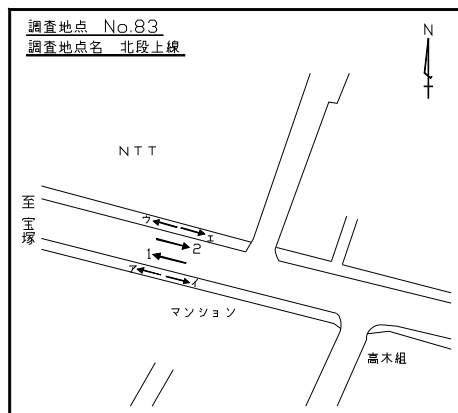 調査地点 No.83
調査地点名 北段上線
N
NTT
至宝塚
ウ
エ
2
1
ア
イ
マンション
高木組